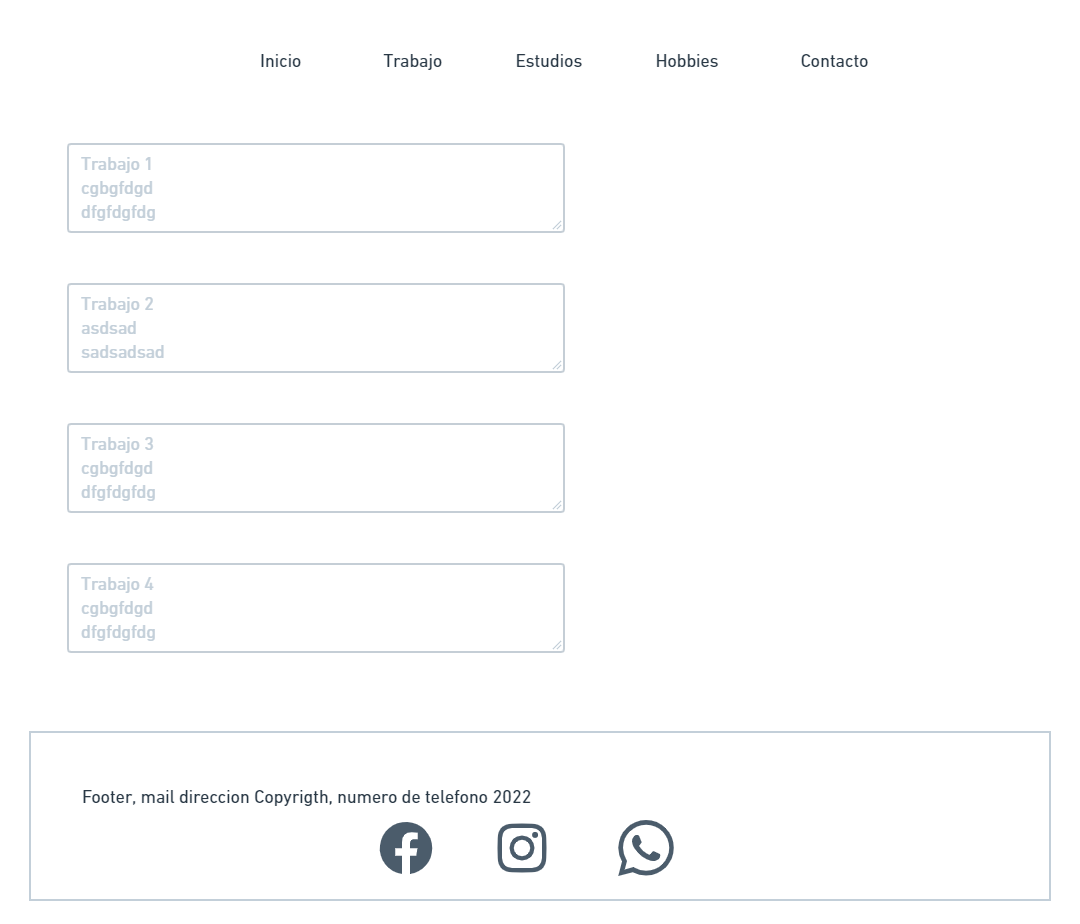 Inicio Trabajo Estudios Hobbies Contacto
Trabajo 1
cgbgfdgd
dfgfdgfdg
Trabajo 2
asdsad
sadsadsad
Trabajo 3
cgbgfdgd
dfgfdgfdg
Trabajo 4
cgbgfdgd
dfgfdgfdg
Footer, mail direccion Copyrigth, numero de telefono 2022